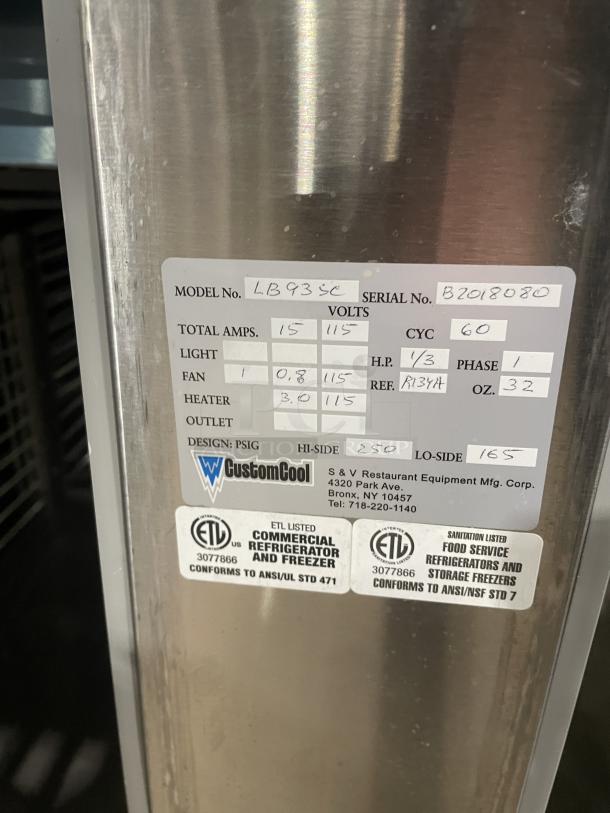 MODEL No. LB93SC SERIAL No. B2018080
VOLTS
TOTAL AMPS. 15 115 CYC 60
LIGHT H.P. 1/3 PHASE 1
FAN 1 0.8 115 REF. R134A OZ. 32
HEATER 3.0 115
OUTLET
DESIGN: PSIG HI-SIDE 250 LO-SIDE 165
CustomCool
S & V Restaurant Equipment Mfg. Corp.
4320 Park Ave.
Bronx, NY 10457
Tel: 718-220-1140
ETL LISTED
COMMERCIAL
REFRIGERATOR
AND FREEZER
ETL US
3077866
CONFORMS TO ANSI/UL STD 471
SANITATION LISTED
FOOD SERVICE
REFRIGERATORS AND
STORAGE FREEZERS
ETL
3077866
CONFORMS TO ANSI/NSF STD 7